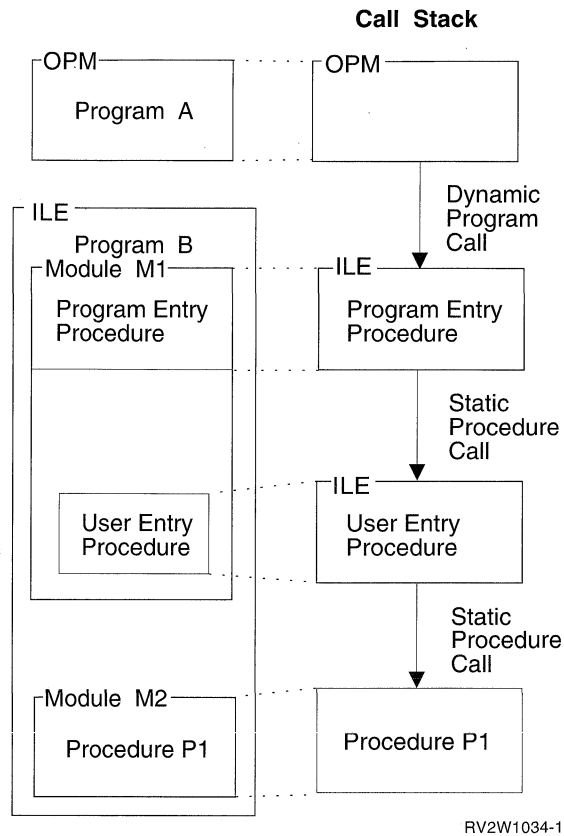 Call Stack
OPM
Program A
OPM
Dynamic
Program
Call
ILE
Program B
Module M1
Program Entry
Procedure
ILE
Program Entry
Procedure
Static
Procedure
Call
User Entry
Procedure
ILE
User Entry
Procedure
Static
Procedure
Call
Module M2
Procedure P1
Procedure P1
RV2W1034-1